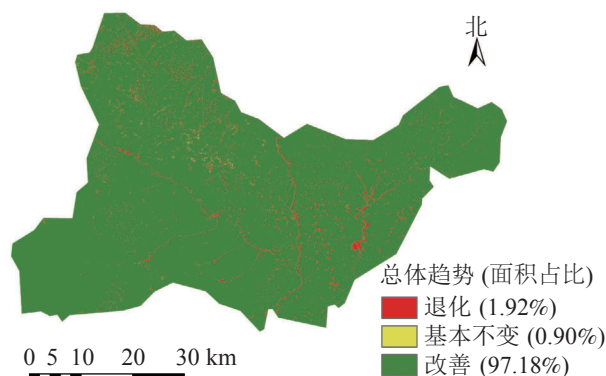 北
总体趋势 (面积占比)
退化 (1.92%)
基本不变 (0.90%)
改善 (97.18%)
0 5 10 20 30 km